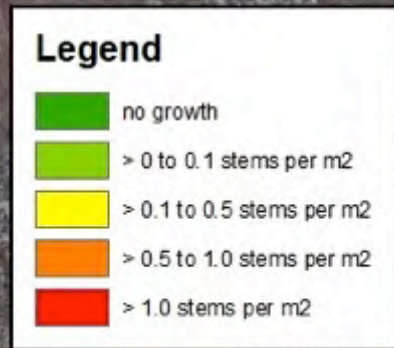 Legend
no growth
> 0 to 0.1 stems per m2
> 0.1 to 0.5 stems per m2
> 0.5 to 1.0 stems per m2
> 1.0 stems per m2